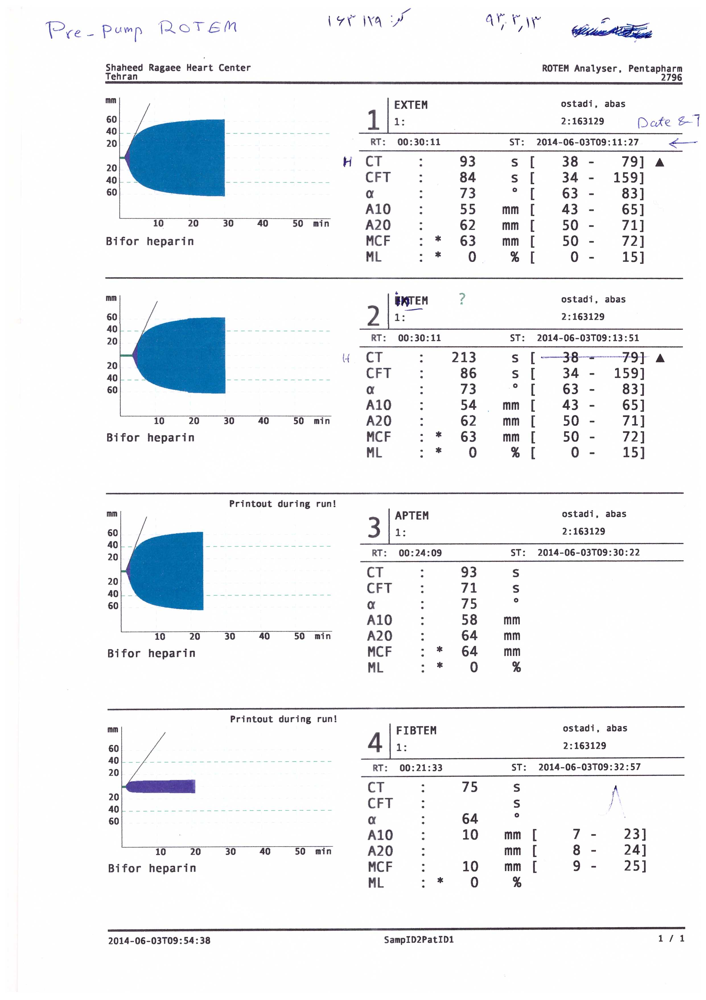 Pre-pump ROTEM
کد: ۱۶۳۱۲۹
۹۳,۳,۱۳
Shaheed Ragaee Heart Center
Tehran
ROTEM Analyser, Pentapharm
2796
mm
60
40
20
20
40
60
10 20 30 40 50 min
Bifor heparin
1 EXTEM ostadi, abas
1: 2:163129 Date & T
RT: 00:30:11 ST: 2014-06-03T09:11:27 ←
H CT : 93 s [ 38 - 79] ▲
CFT : 84 s [ 34 - 159]
α : 73 ° [ 63 - 83]
A10 : 55 mm [ 43 - 65]
A20 : 62 mm [ 50 - 71]
MCF : * 63 mm [ 50 - 72]
ML : * 0 % [ 0 - 15]
mm
60
40
20
20
40
60
10 20 30 40 50 min
Bifor heparin
2 inTEM ? ostadi, abas
1: 2:163129
RT: 00:30:11 ST: 2014-06-03T09:13:51
H CT : 213 s [ 38 - 79] ▲
CFT : 86 s [ 34 - 159]
α : 73 ° [ 63 - 83]
A10 : 54 mm [ 43 - 65]
A20 : 62 mm [ 50 - 71]
MCF : * 63 mm [ 50 - 72]
ML : * 0 % [ 0 - 15]
Printout during run!
mm
60
40
20
20
40
60
10 20 30 40 50 min
Bifor heparin
3 APTEM ostadi, abas
1: 2:163129
RT: 00:24:09 ST: 2014-06-03T09:30:22
CT : 93 s
CFT : 71 s
α : 75 °
A10 : 58 mm
A20 : 64 mm
MCF : * 64 mm
ML : * 0 %
Printout during run!
mm
60
40
20
20
40
60
10 20 30 40 50 min
Bifor heparin
4 FIBTEM ostadi, abas
1: 2:163129
RT: 00:21:33 ST: 2014-06-03T09:32:57
CT : 75 s
CFT : s
α : 64 °
A10 : 10 mm [ 7 - 23]
A20 : mm [ 8 - 24]
MCF : 10 mm [ 9 - 25]
ML : * 0 %
2014-06-03T09:54:38 SampID2PatID1 1 / 1